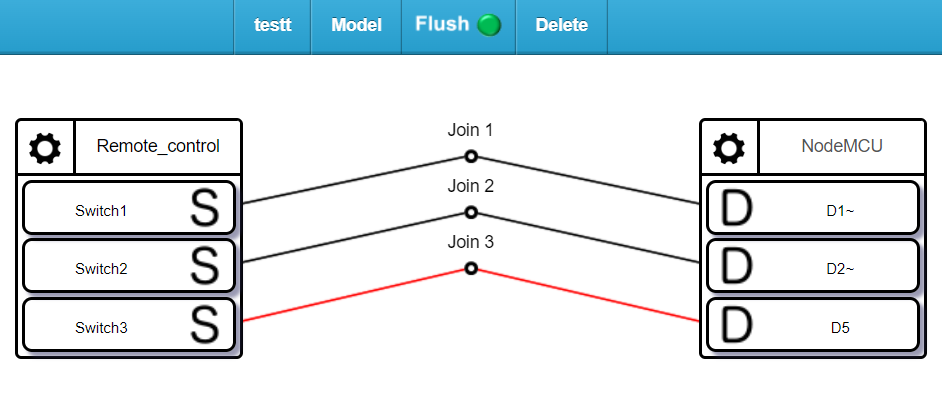 testt Model Flush Delete
Join 1
Remote_control NodeMCU
Join 2
Switch1 S D D1~
Join 3
Switch2 S D D2~
Switch3 S D D5